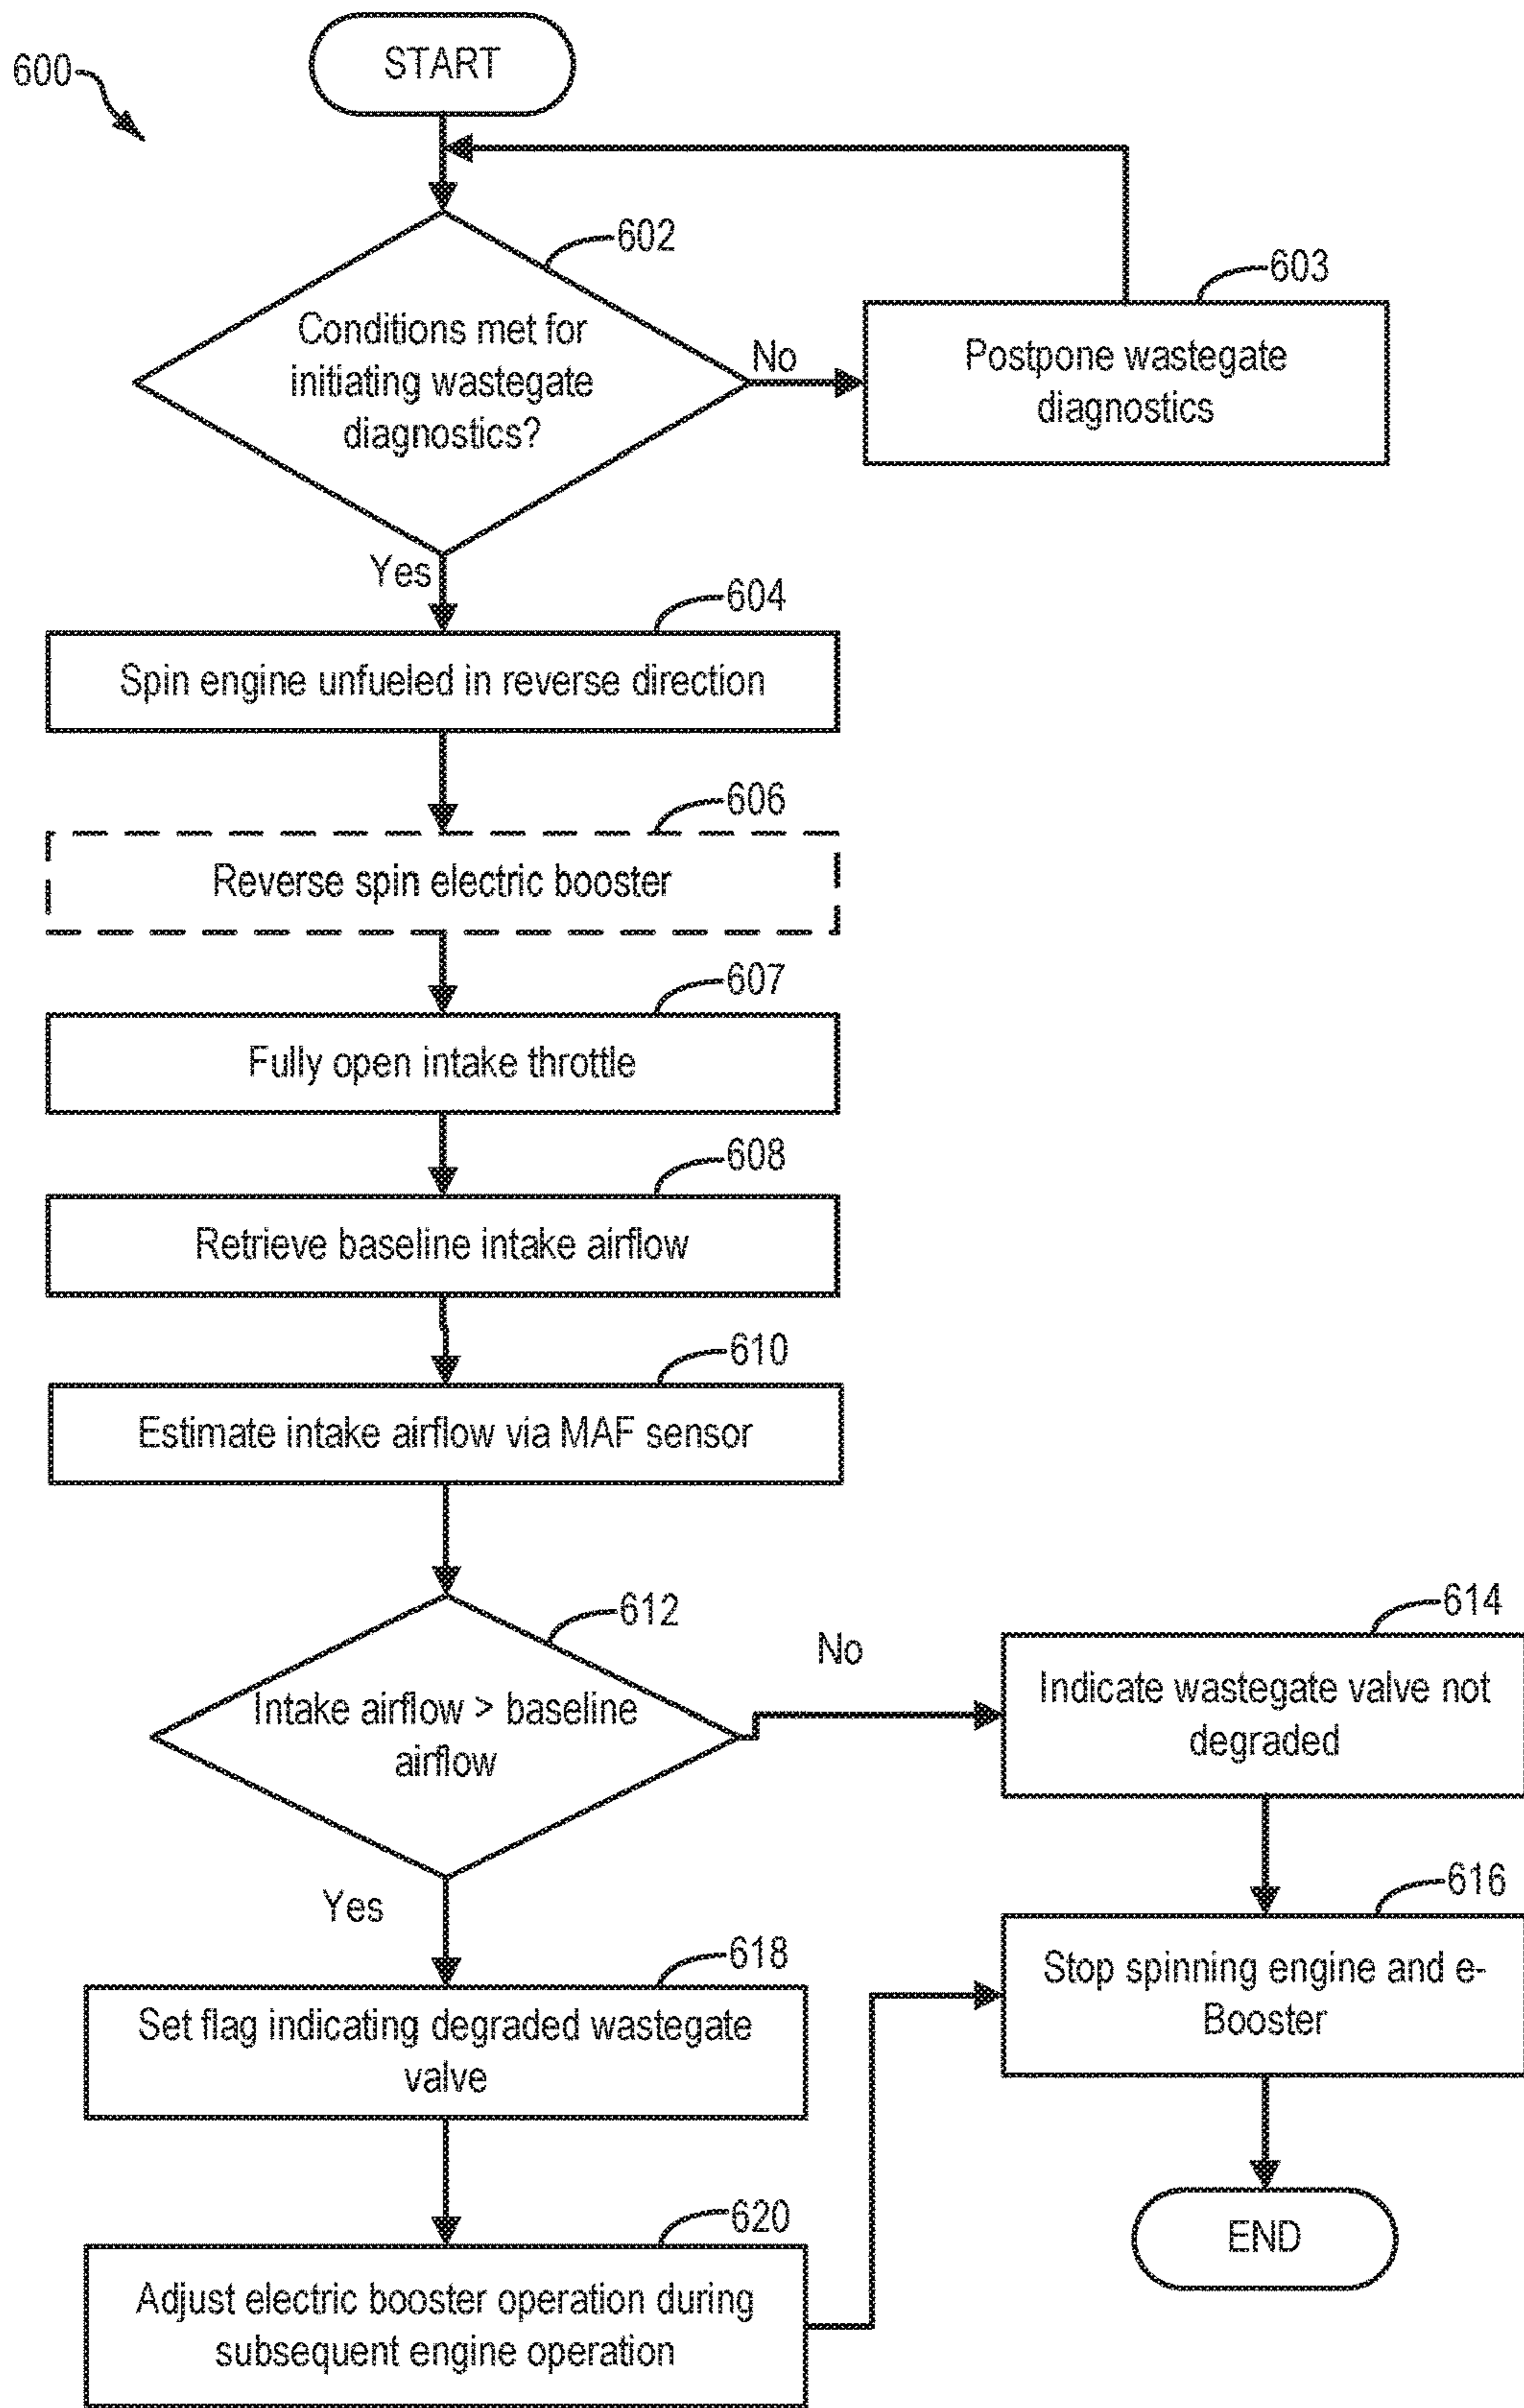 600
START
602
Conditions met for
initiating wastegate
diagnostics?
No
603
Postpone wastegate
diagnostics
Yes
604
Spin engine unfueled in reverse direction
606
Reverse spin electric booster
607
Fully open intake throttle
608
Retrieve baseline intake airflow
610
Estimate intake airflow via MAF sensor
612
Intake airflow > baseline
airflow
No
614
Indicate wastegate valve not
degraded
616
Stop spinning engine and e-
Booster
END
Yes
618
Set flag indicating degraded wastegate
valve
620
Adjust electric booster operation during
subsequent engine operation